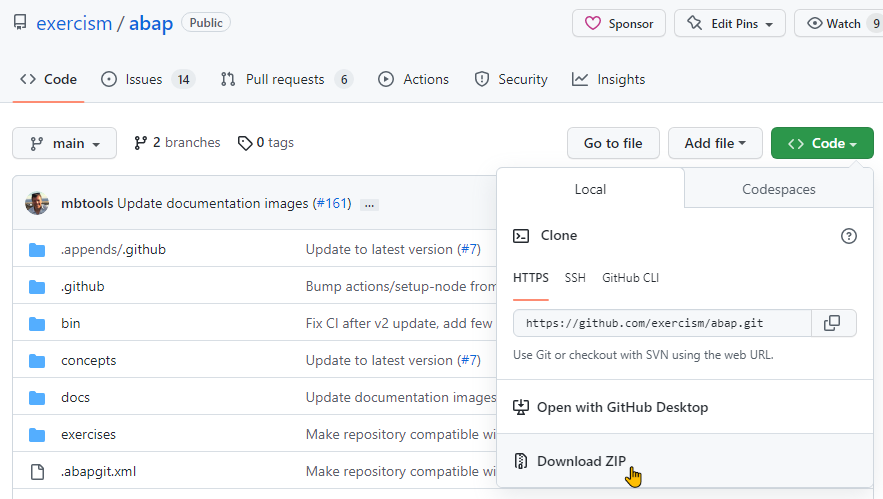 exercism / abap Public Sponsor Edit Pins Watch 9
Code Issues 14 Pull requests 6 Actions Security Insights
main 2 branches 0 tags Go to file Add file Code
mbtools Update documentation images (#161) ...
Local Codespaces
Clone
HTTPS SSH GitHub CLI
https://github.com/exercism/abap.git
Use Git or checkout with SVN using the web URL.
Open with GitHub Desktop
Download ZIP
.appends/.github Update to latest version (#7)
.github Bump actions/setup-node from
bin Fix CI after v2 update, add few
concepts Update to latest version (#7)
docs Update documentation images
exercises Make repository compatible wi
.abapgit.xml Make repository compatible wi